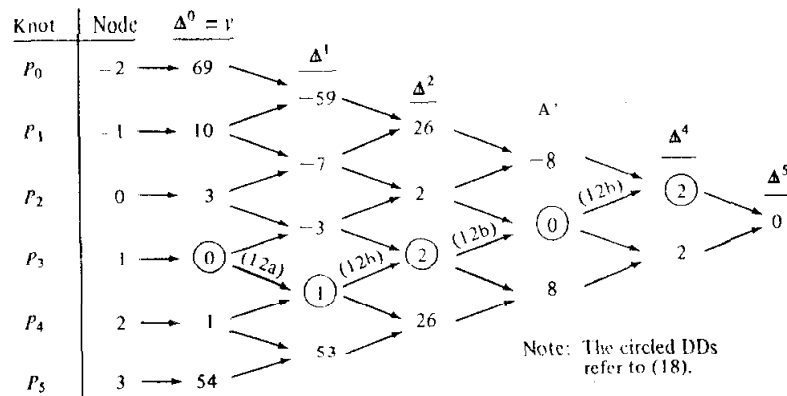 Knot Node Δ⁰ = y
Δ¹
P₀ −2 69
−59
Δ²
26
A'
P₁ −1 10
−7
−8
Δ⁴
P₂ 0 3
2
(12b)
2
Δ⁵
−3
(12b)
0
0
P₃ 1 0
(12a)
(12b)
2
2
1
8
P₄ 2 1
26
53
Note: The circled DDs
refer to (18).
P₅ 3 54